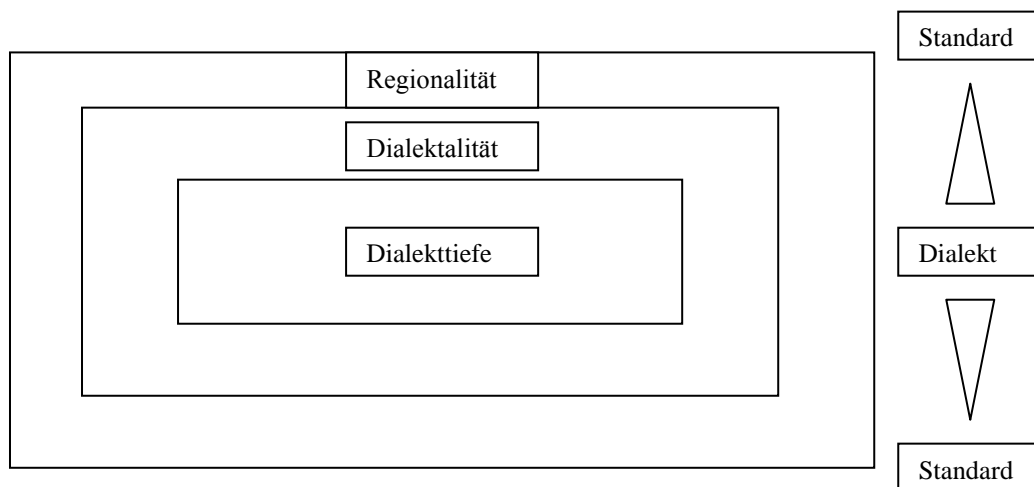 Standard
Regionalität
Dialektalität
Dialekttiefe
Dialekt
Standard